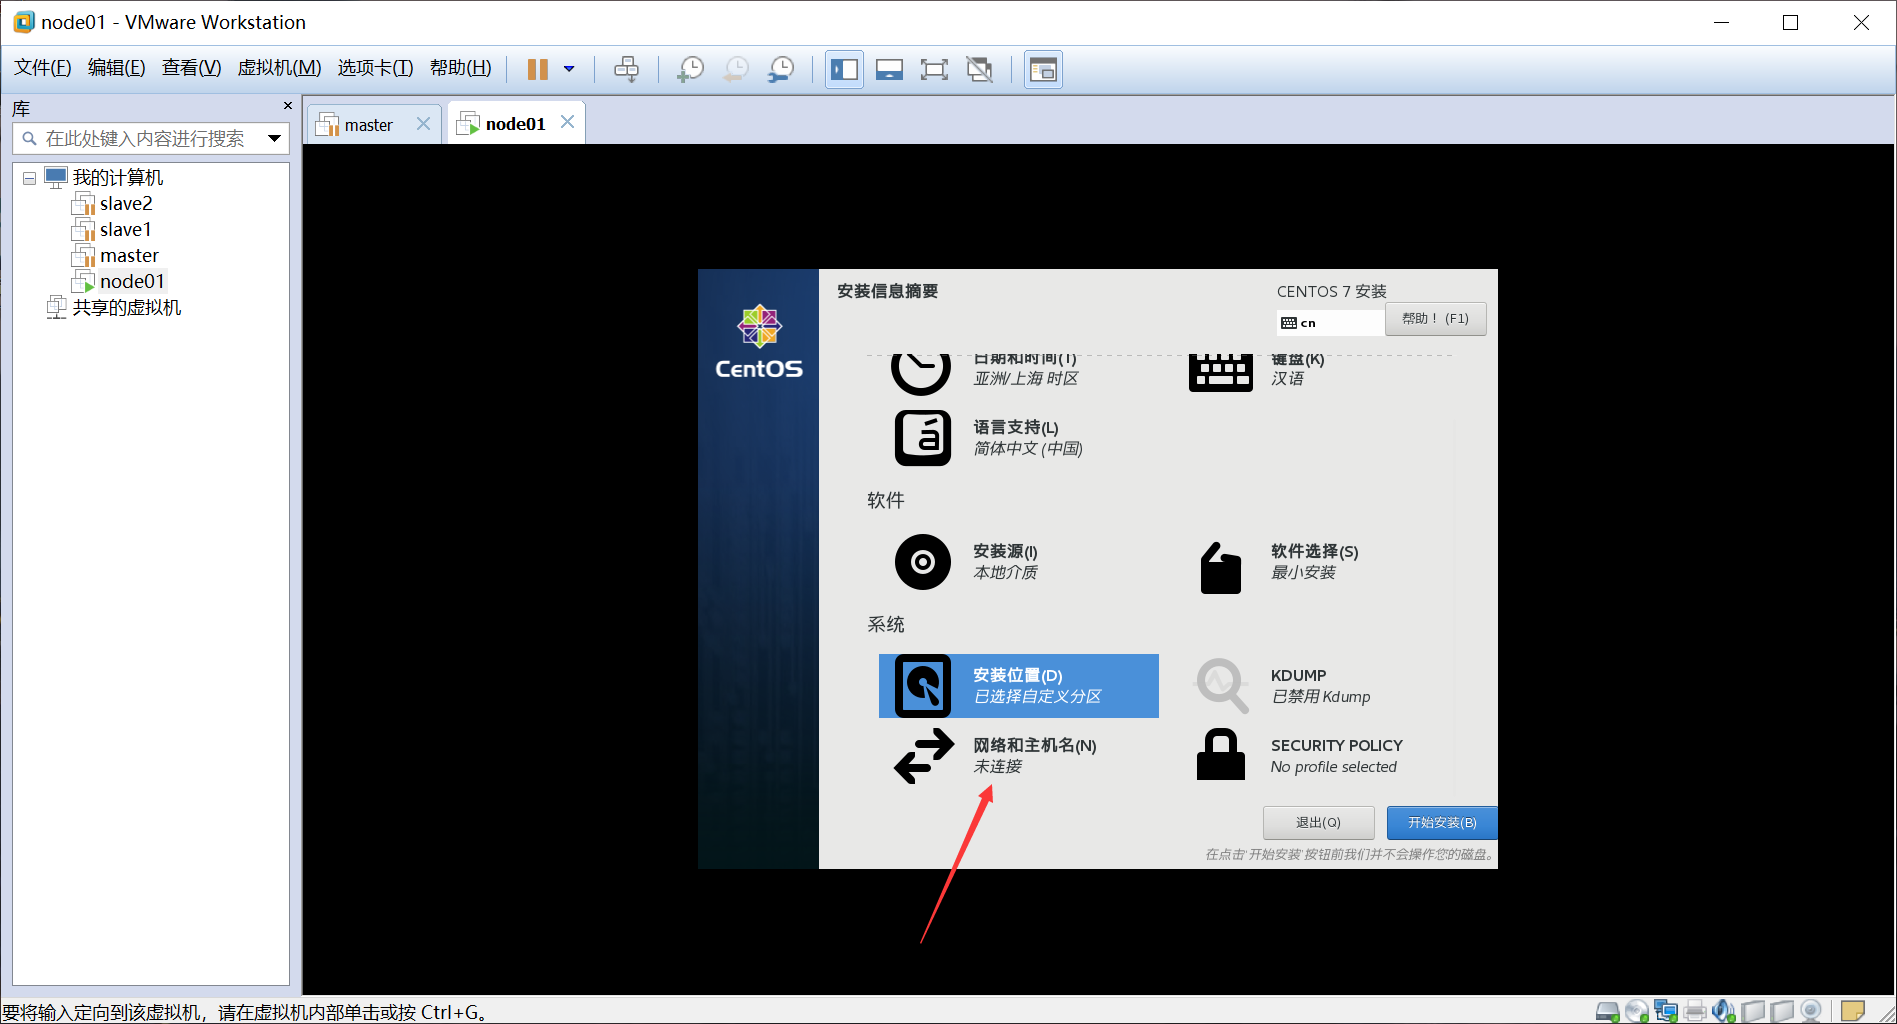 node01 - VMware Workstation
文件(F) 编辑(E) 查看(V) 虚拟机(M) 选项卡(T) 帮助(H)
库
在此处键入内容进行搜索
我的计算机
slave2
slave1
master
node01
共享的虚拟机
master
node01
CentOS
安装信息摘要
CENTOS 7 安装
cn
帮助！ (F1)
日期和时间(T)
亚洲/上海 时区
键盘(K)
汉语
语言支持(L)
简体中文 (中国)
软件
安装源(I)
本地介质
软件选择(S)
最小安装
系统
安装位置(D)
已选择自定义分区
KDUMP
已禁用 Kdump
网络和主机名(N)
未连接
SECURITY POLICY
No profile selected
退出(Q)
开始安装(B)
在点击'开始安装'按钮前我们并不会操作您的磁盘。
要将输入定向到该虚拟机，请在虚拟机内部单击或按 Ctrl+G。